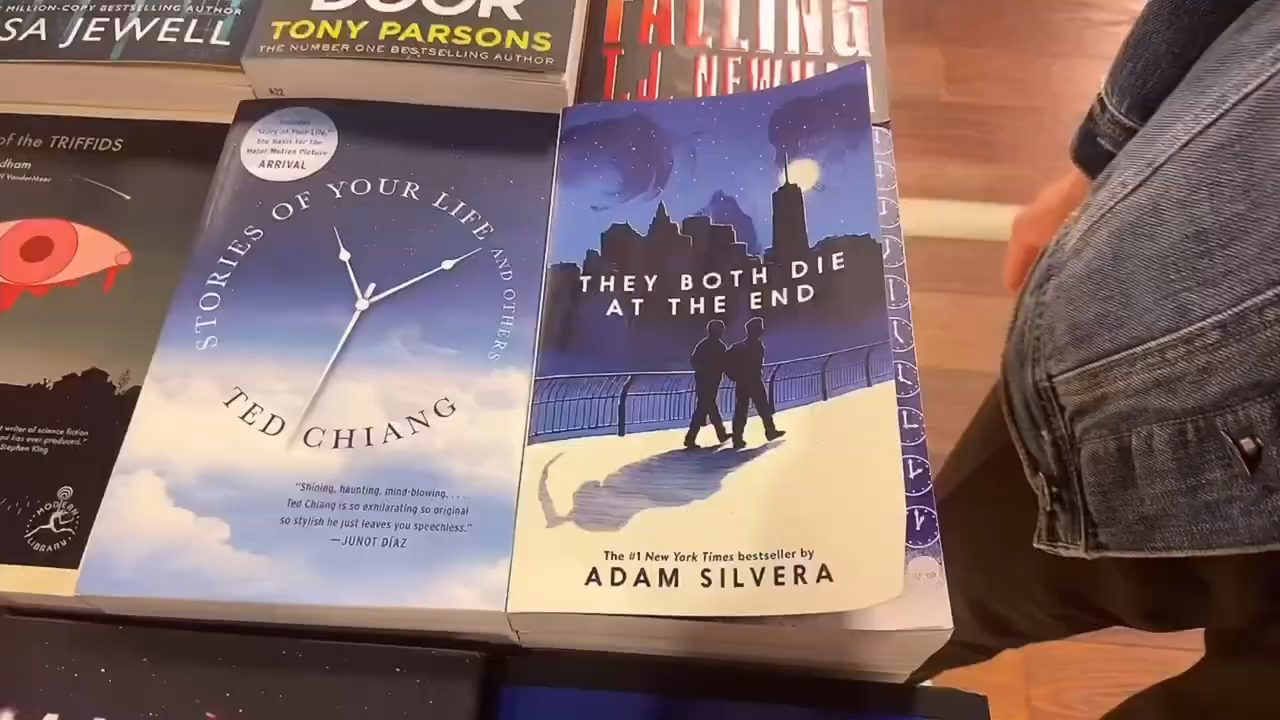 MILLION-COPY BESTSELLING AUTHOR
SA JEWELL
DOOR
TONY PARSONS
THE NUMBER ONE BESTSELLING AUTHOR
FALLING
T.J. NEWM
of the TRIFFIDS
dham
VanderMeer
writer of science fiction
has ever produced."
Stephen King
MODERN
LIBRARY
Includes
"Story of Your Life,"
the Basis for the
Major Motion Picture
ARRIVAL
STORIES OF YOUR LIFE AND OTHERS
TED CHIANG
"Shining, haunting, mind-blowing. . . .
Ted Chiang is so exhilarating so original
so stylish he just leaves you speechless."
—JUNOT DÍAZ
THEY BOTH DIE
AT THE END
The #1 New York Times bestseller by
ADAM SILVERA